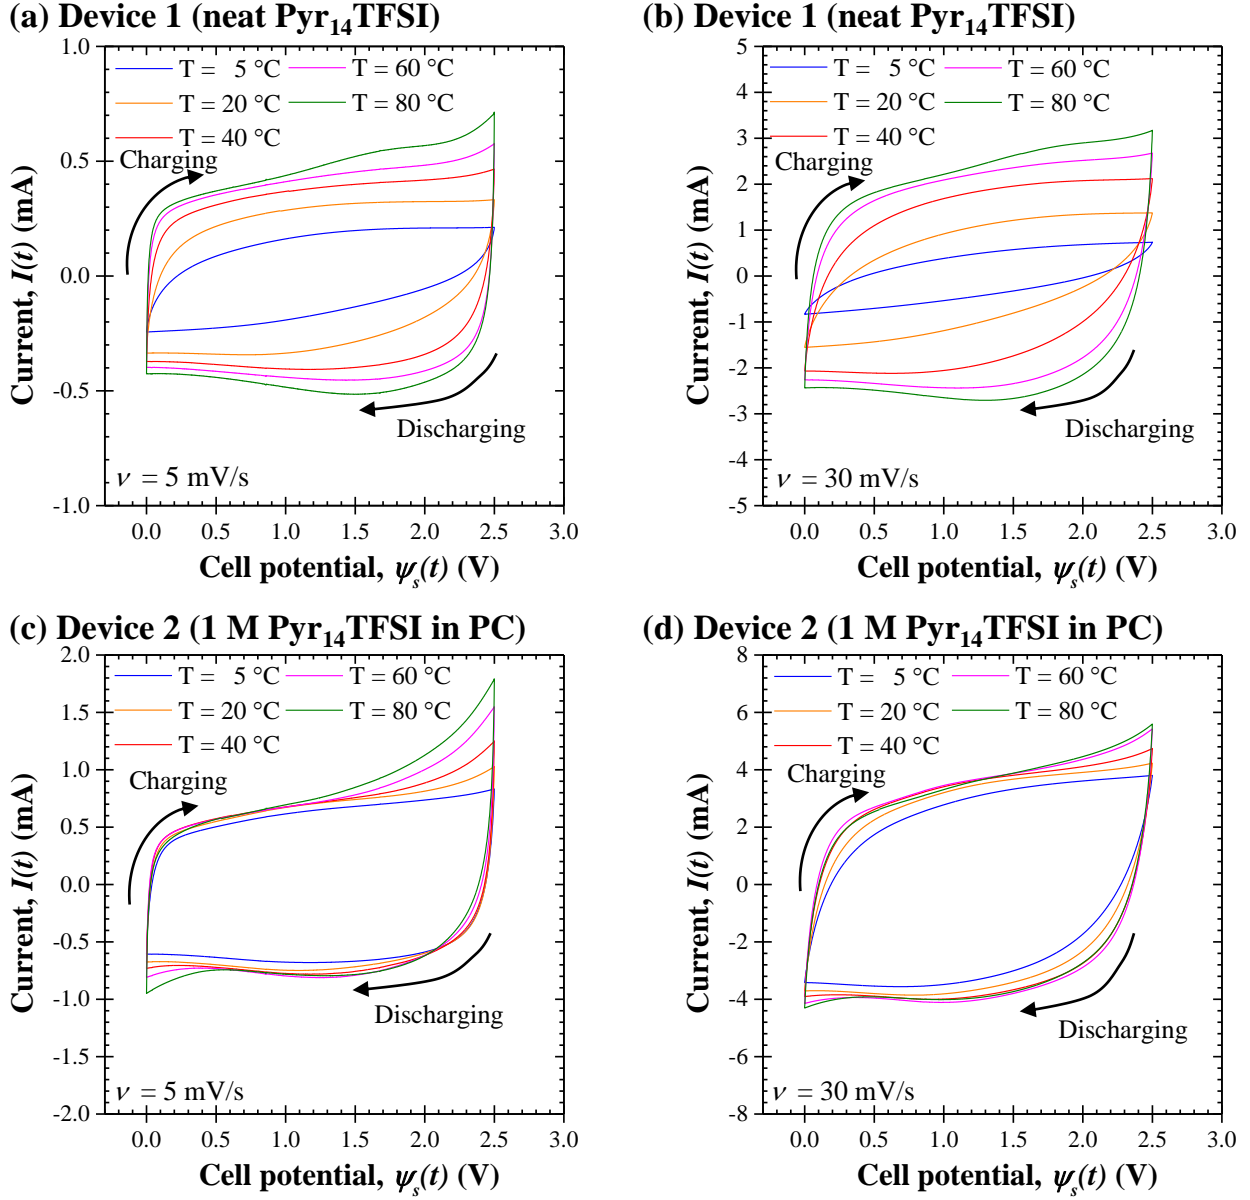 (a) Device 1 (neat Pyr₁₄TFSI)
1.0
0.5
0.0
-0.5
-1.0
Current, I(t) (mA)
T = 5 °C
T = 20 °C
T = 40 °C
T = 60 °C
T = 80 °C
Charging
Discharging
ν = 5 mV/s
0.0 0.5 1.0 1.5 2.0 2.5 3.0
Cell potential, ψₛ(t) (V)
(b) Device 1 (neat Pyr₁₄TFSI)
5
4
3
2
1
0
-1
-2
-3
-4
-5
Current, I(t) (mA)
T = 5 °C
T = 20 °C
T = 40 °C
T = 60 °C
T = 80 °C
Charging
Discharging
ν = 30 mV/s
0.0 0.5 1.0 1.5 2.0 2.5 3.0
Cell potential, ψₛ(t) (V)
(c) Device 2 (1 M Pyr₁₄TFSI in PC)
2.0
1.5
1.0
0.5
0.0
-0.5
-1.0
-1.5
-2.0
Current, I(t) (mA)
T = 5 °C
T = 20 °C
T = 40 °C
T = 60 °C
T = 80 °C
Charging
Discharging
ν = 5 mV/s
0.0 0.5 1.0 1.5 2.0 2.5 3.0
Cell potential, ψₛ(t) (V)
(d) Device 2 (1 M Pyr₁₄TFSI in PC)
8
6
4
2
0
-2
-4
-6
-8
Current, I(t) (mA)
T = 5 °C
T = 20 °C
T = 40 °C
T = 60 °C
T = 80 °C
Charging
Discharging
ν = 30 mV/s
0.0 0.5 1.0 1.5 2.0 2.5 3.0
Cell potential, ψₛ(t) (V)